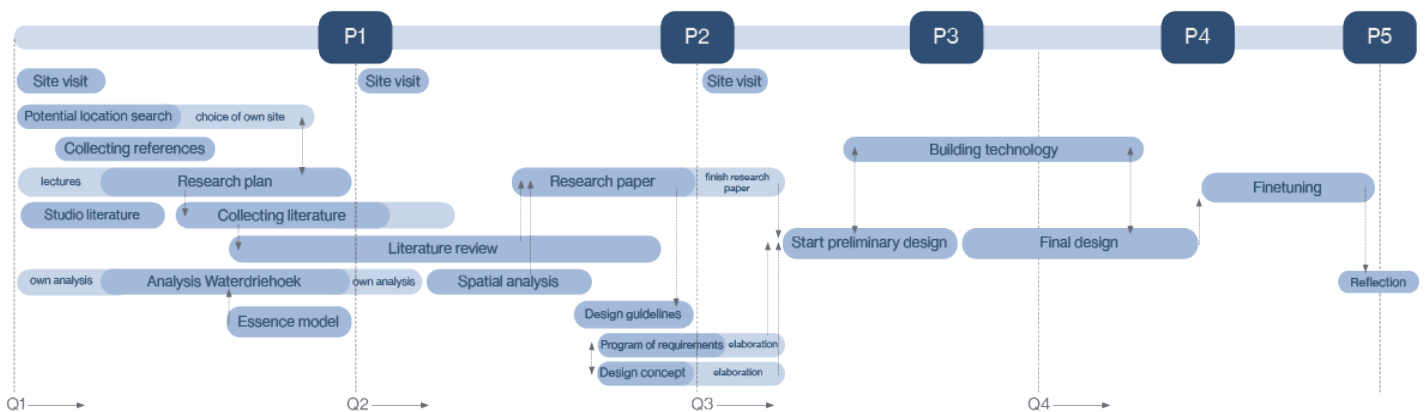 P1 P2 P3 P4 P5
Site visit Site visit Site visit
Potential location search choice of own site
Collecting references Building technology
lectures Research plan Research paper finish research
paper Finetuning
Studio literature Collecting literature
Literature review Start preliminary design Final design
own analysis Analysis Waterdriehoek own analysis Spatial analysis Reflection
Essence model Design guidelines
Program of requirements elaboration
Design concept elaboration
Q1 Q2 Q3 Q4